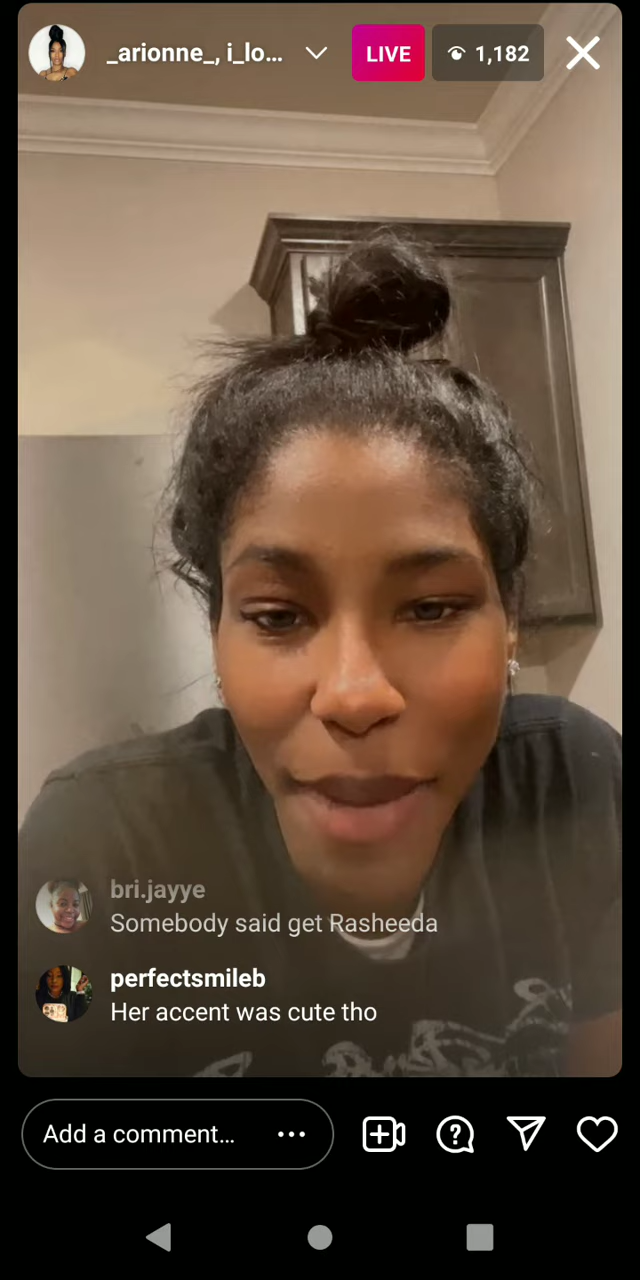 _arionne_, i_lo...
LIVE
1,182
bri.jayye
Somebody said get Rasheeda
perfectsmileb
Her accent was cute tho
Add a comment...